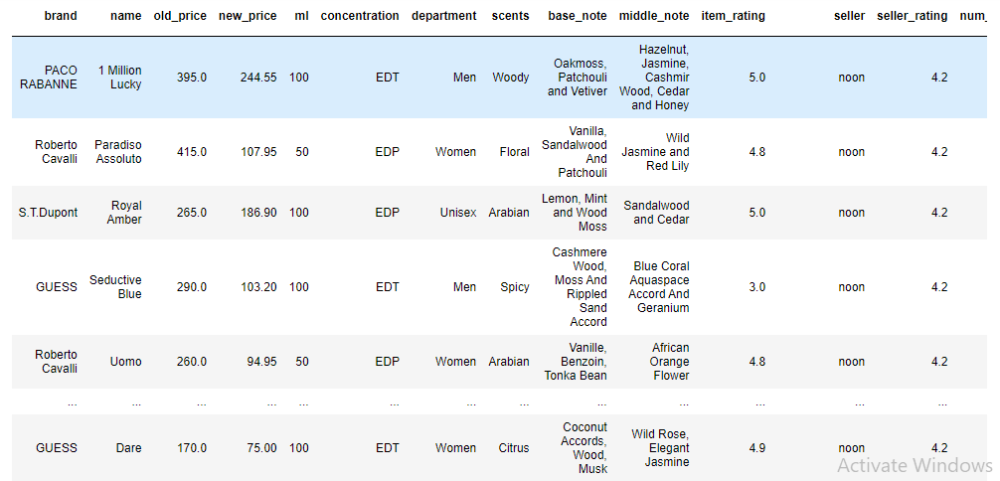 brand name old_price new_price ml concentration department scents base_note middle_note item_rating seller seller_rating num_
PACO RABANNE 1 Million Lucky 395.0 244.55 100 EDT Men Woody Oakmoss, Patchouli and Vetiver Hazelnut, Jasmine, Cashmir Wood, Cedar and Honey 5.0 noon 4.2
Roberto Cavalli Paradiso Assoluto 415.0 107.95 50 EDP Women Floral Vanilla, Sandalwood And Patchouli Wild Jasmine and Red Lily 4.8 noon 4.2
S.T.Dupont Royal Amber 265.0 186.90 100 EDP Unisex Arabian Lemon, Mint and Wood Moss Sandalwood and Cedar 5.0 noon 4.2
GUESS Seductive Blue 290.0 103.20 100 EDT Men Spicy Cashmere Wood, Moss And Rippled Sand Accord Blue Coral Aquaspace Accord And Geranium 3.0 noon 4.2
Roberto Cavalli Uomo 260.0 94.95 50 EDP Women Arabian Vanille, Benzoin, Tonka Bean African Orange Flower 4.8 noon 4.2
... ... ... ... ... ... ... ... ... ... ... ... ...
GUESS Dare 170.0 75.00 100 EDT Women Citrus Coconut Accords, Wood, Musk Wild Rose, Elegant Jasmine 4.9 noon 4.2
Activate Windows